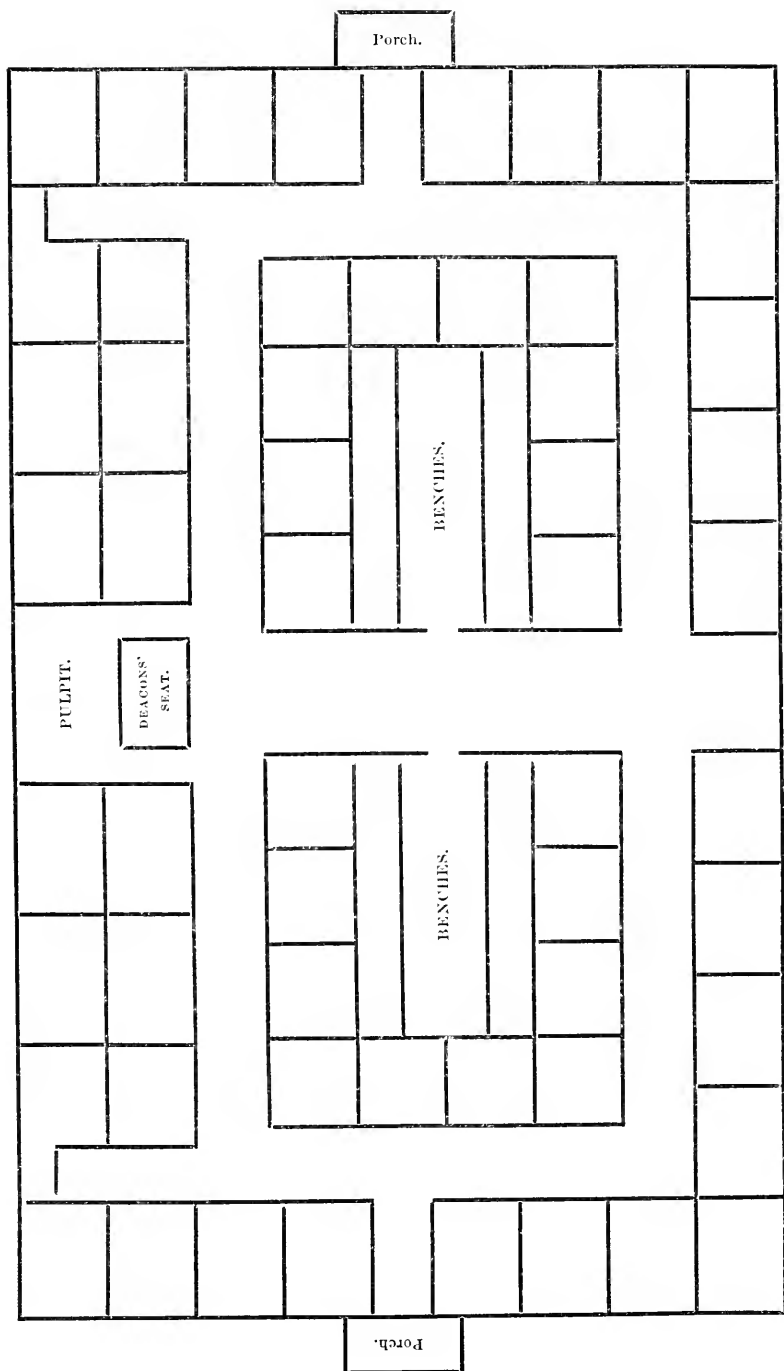 Porch.
BENCHES.
PULPIT.
DEACONS'
SEAT.
BENCHES.
Porch.